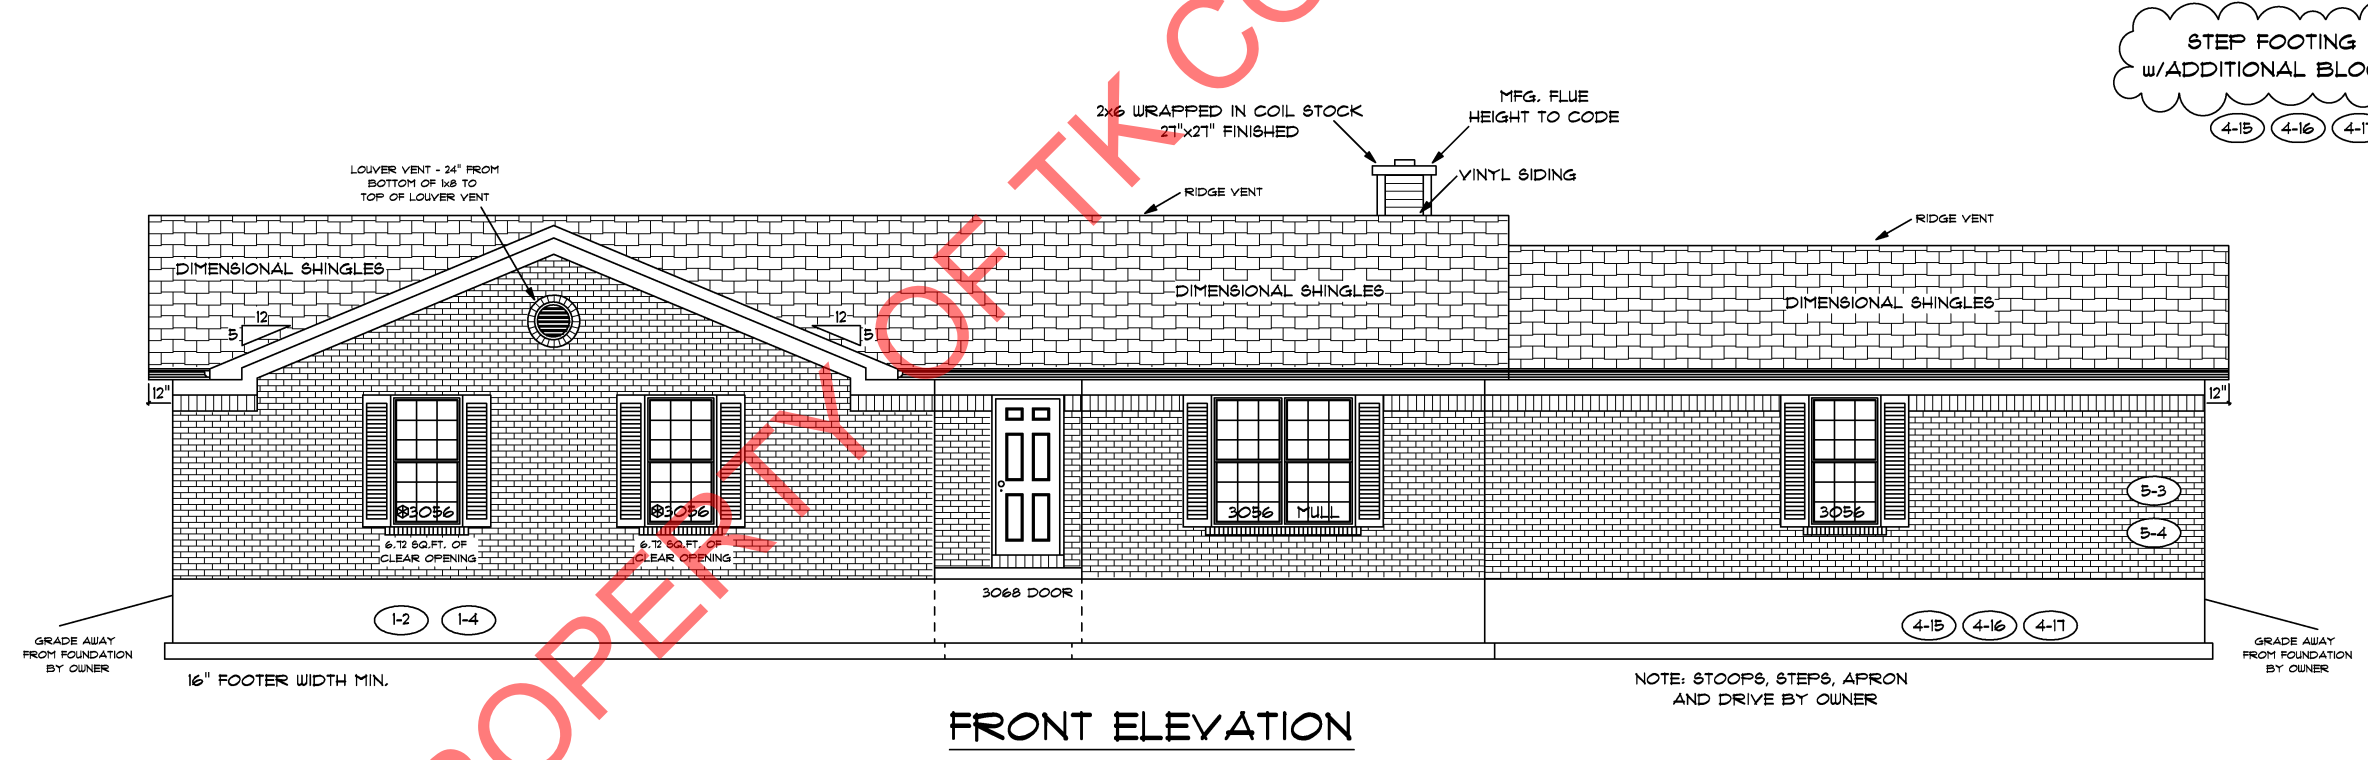 STEP FOOTING
w/ADDITIONAL
4-15 4-16
PROPERTY OF TK
2x6 WRAPPED IN COIL STOCK
27"x27" FINISHED
MFG. FLUE
HEIGHT TO CODE
VINYL SIDING
LOUVER VENT - 24" FROM
BOTTOM OF 1x8 TO
TOP OF LOUVER VENT
RIDGE VENT
RIDGE VENT
DIMENSIONAL SHINGLES
DIMENSIONAL SHINGLES
DIMENSIONAL SHINGLES
12
5
12
5
12"
12"
3056
3056
3056 MULL
3056
6.72 SQ.FT. OF
CLEAR OPENING
6.72 SQ.FT. OF
CLEAR OPENING
5-3
5-4
3068 DOOR
1-2 1-4
4-15 4-16 4-17
GRADE AWAY
FROM FOUNDATION
BY OWNER
GRADE AWAY
FROM FOUNDATION
BY OWNER
16" FOOTER WIDTH MIN.
NOTE: STOOPS, STEPS, APRON
AND DRIVE BY OWNER
FRONT ELEVATION